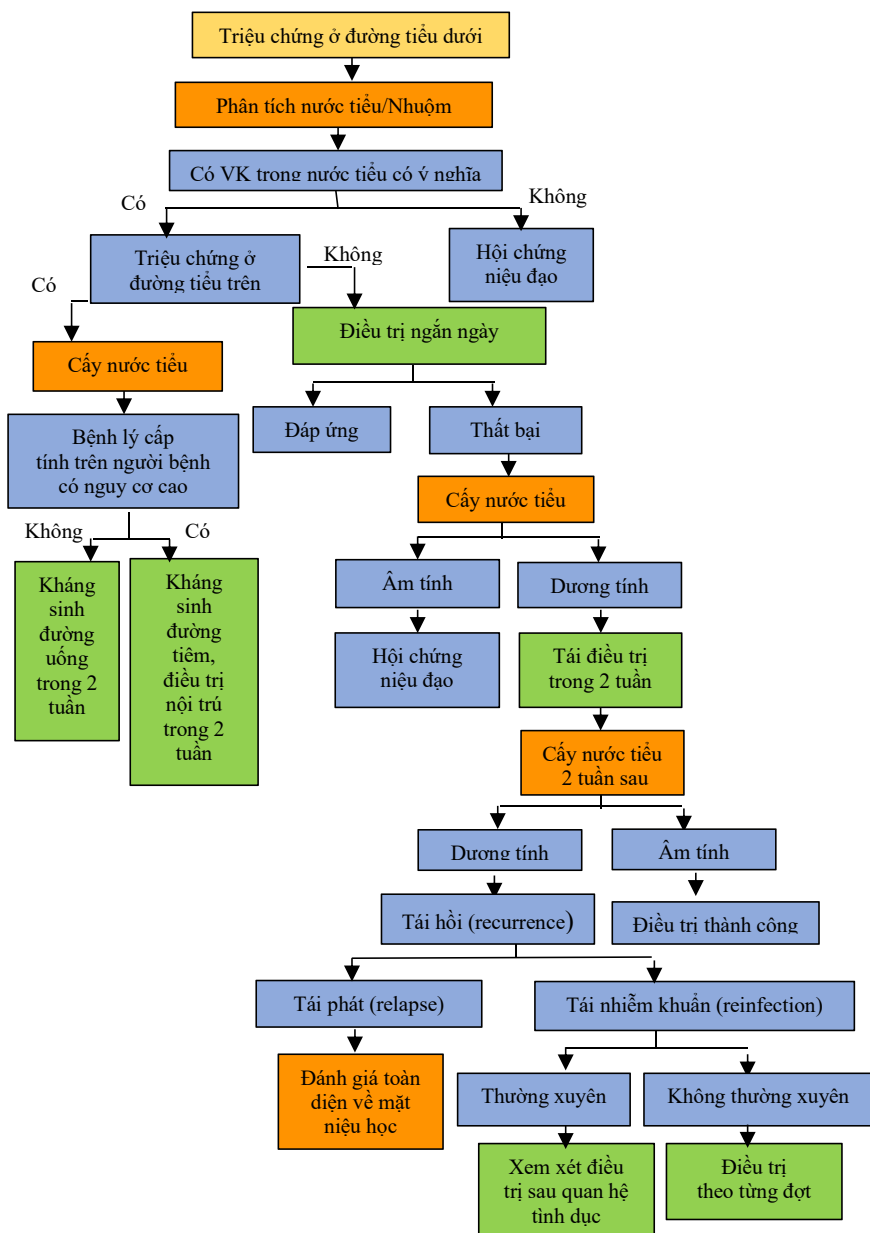 Triệu chứng ở đường tiểu dưới
Phân tích nước tiểu/Nhuộm
Có VK trong nước tiểu có ý nghĩa
Có
Không
Triệu chứng ở
đường tiểu trên
Hội chứng
niệu đạo
Có
Không
Điều trị ngắn ngày
Cấy nước tiểu
Đáp ứng
Thất bại
Bệnh lý cấp
tính trên người bệnh
có nguy cơ cao
Cấy nước tiểu
Không
Có
Kháng
sinh
đường
uống
trong 2
tuần
Kháng
sinh
đường
tiêm,
điều trị
nội trú
trong 2
tuần
Âm tính
Dương tính
Hội chứng
niệu đạo
Tái điều trị
trong 2 tuần
Cấy nước tiểu
2 tuần sau
Dương tính
Âm tính
Tái hồi (recurrence)
Điều trị thành công
Tái phát (relapse)
Tái nhiễm khuẩn (reinfection)
Đánh giá toàn
diện về mặt
niệu học
Thường xuyên
Không thường xuyên
Xem xét điều
trị sau quan hệ
tình dục
Điều trị
theo từng đợt